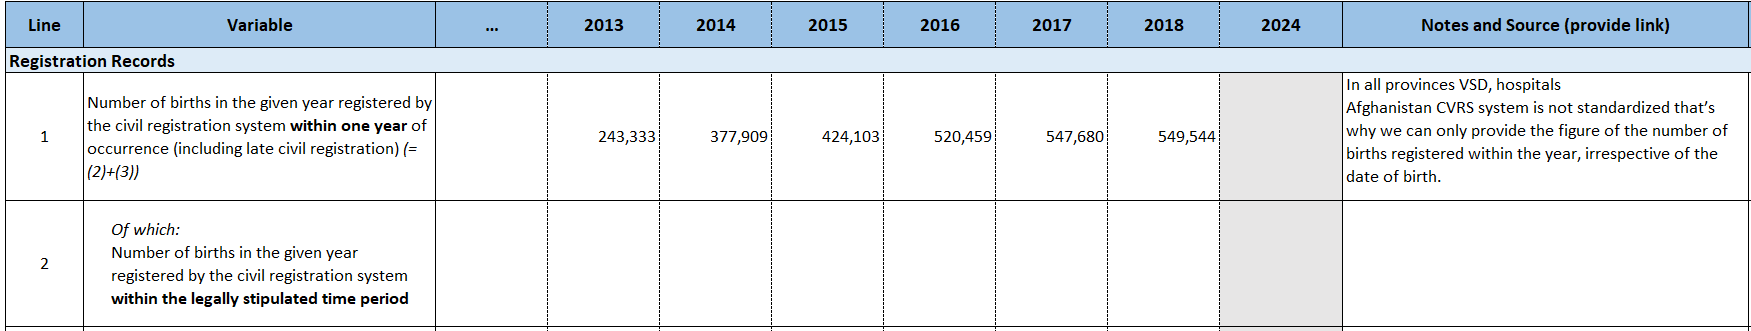 Line Variable ... 2013 2014 2015 2016 2017 2018 2024 Notes and Source (provide link)
Registration Records
1
Number of births in the given year registered by
the civil registration system within one year of
occurrence (including late civil registration) (=
(2)+(3))
243,333 377,909 424,103 520,459 547,680 549,544
In all provinces VSD, hospitals
Afghanistan CVRS system is not standardized that's
why we can only provide the figure of the number of
births registered within the year, irrespective of the
date of birth.
2
Of which:
Number of births in the given year
registered by the civil registration system
within the legally stipulated time period